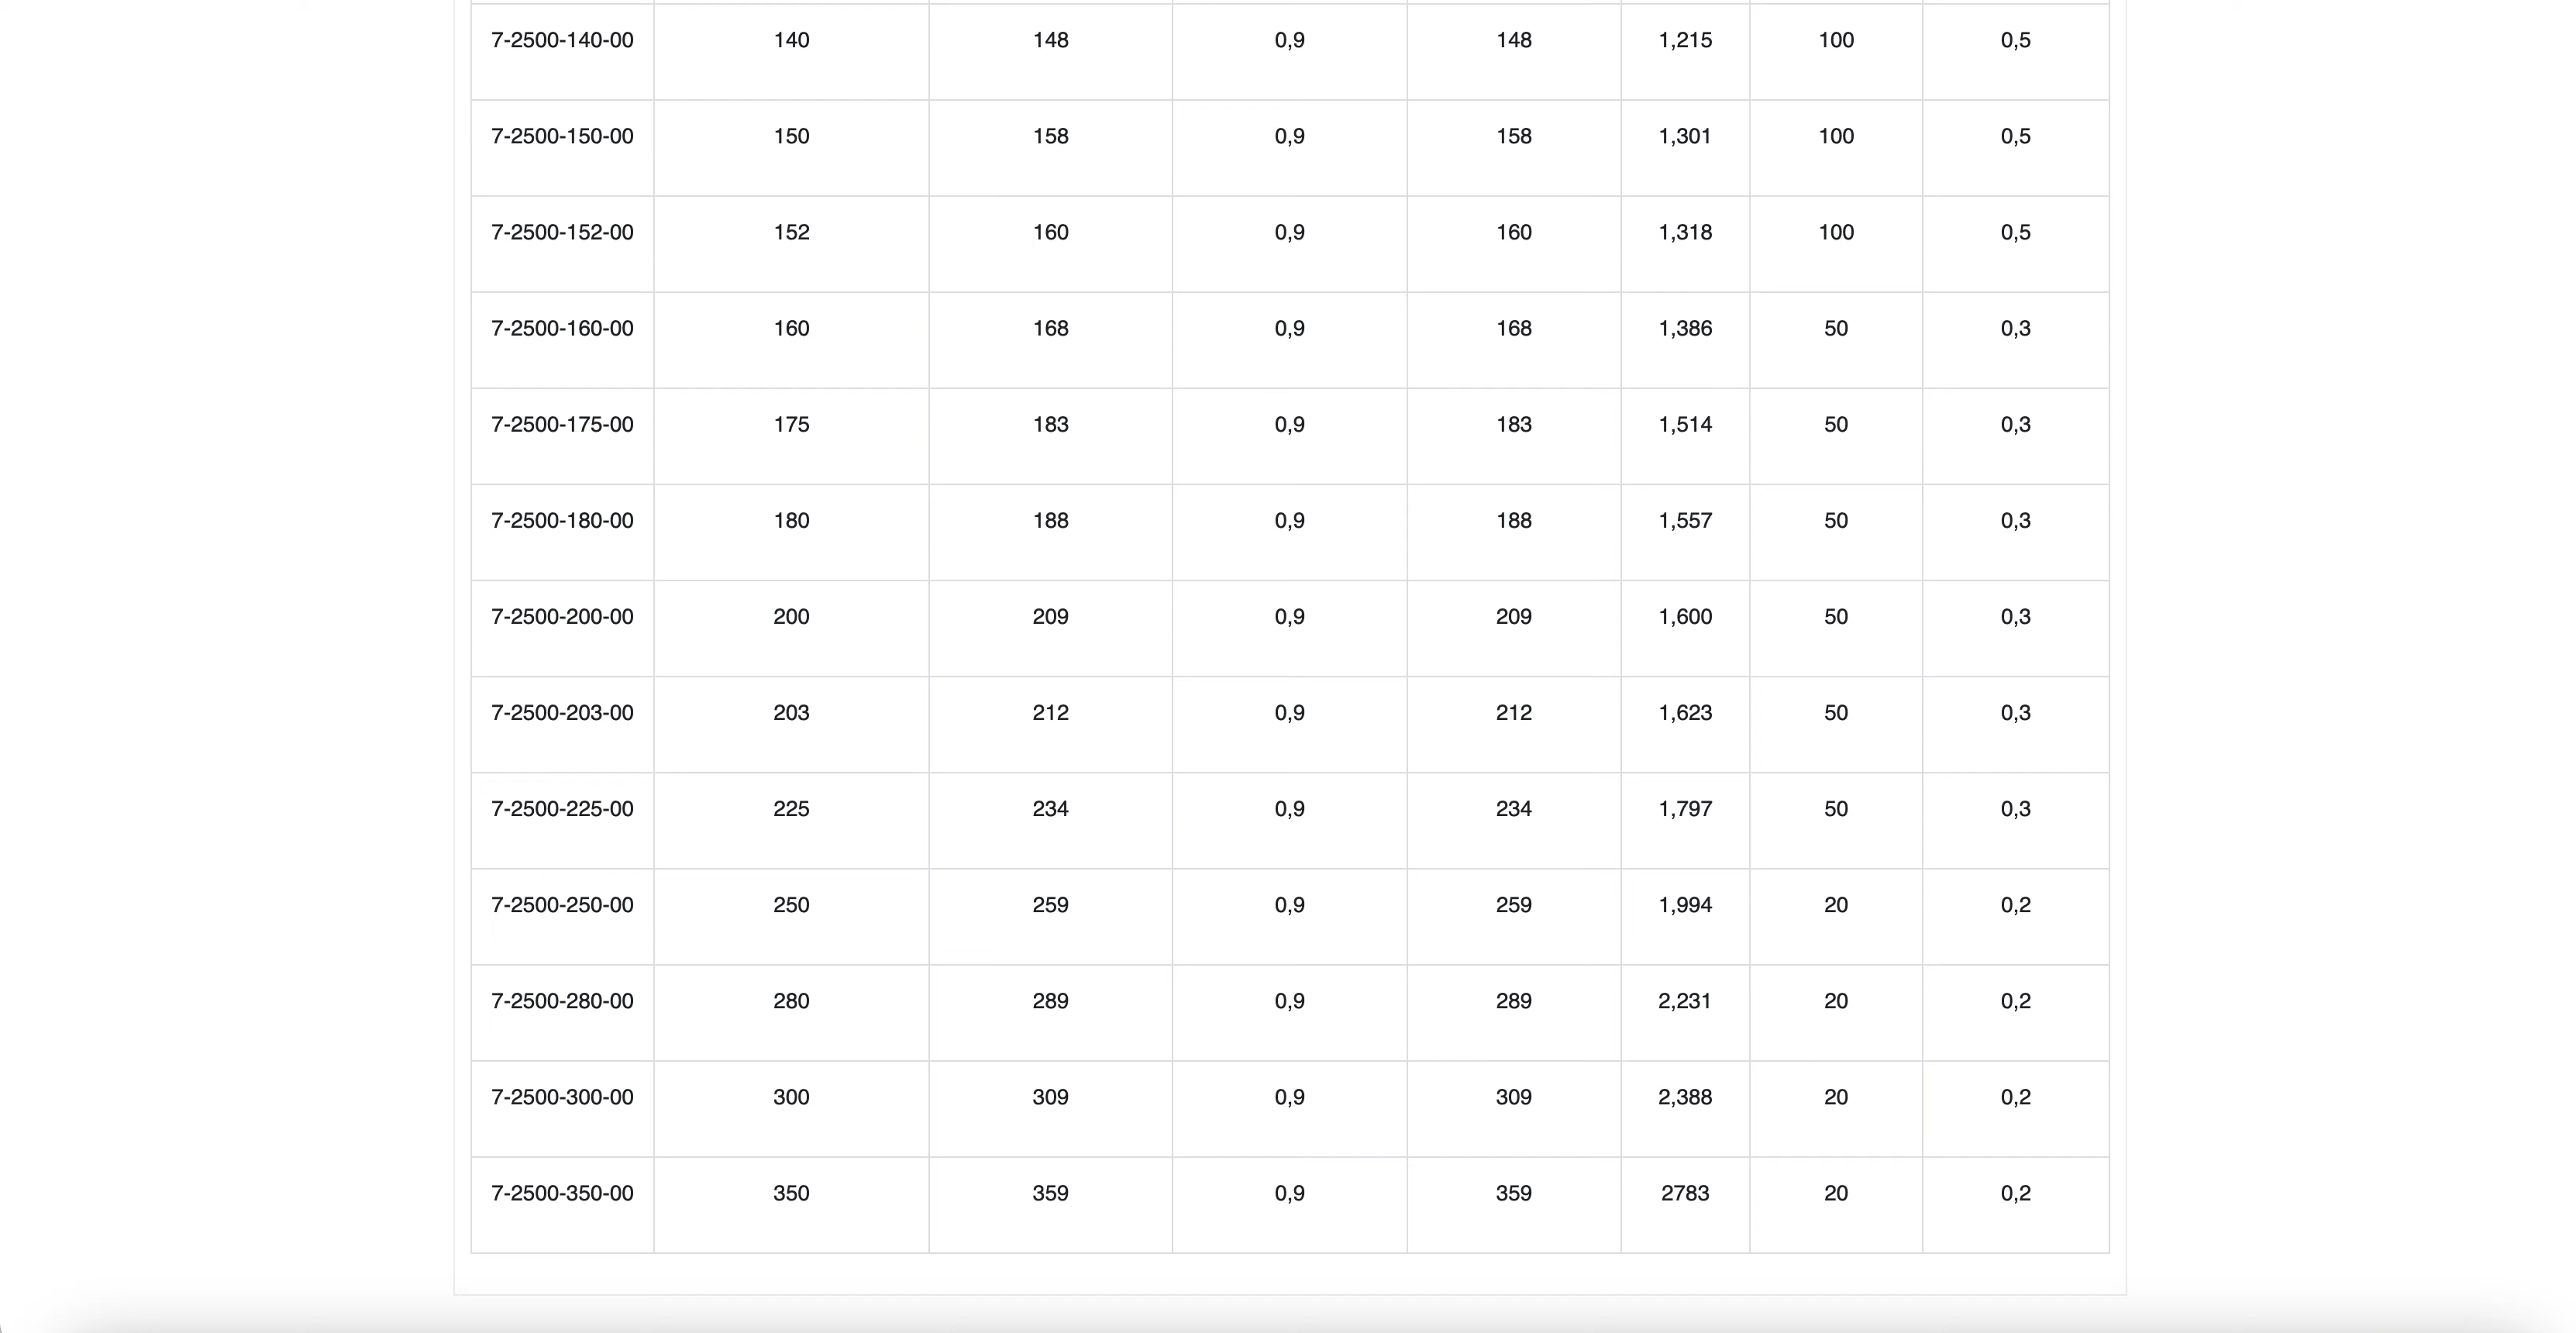 7-2500-140-00 140 148 0,9 148 1,215 100 0,5
7-2500-150-00 150 158 0,9 158 1,301 100 0,5
7-2500-152-00 152 160 0,9 160 1,318 100 0,5
7-2500-160-00 160 168 0,9 168 1,386 50 0,3
7-2500-175-00 175 183 0,9 183 1,514 50 0,3
7-2500-180-00 180 188 0,9 188 1,557 50 0,3
7-2500-200-00 200 209 0,9 209 1,600 50 0,3
7-2500-203-00 203 212 0,9 212 1,623 50 0,3
7-2500-225-00 225 234 0,9 234 1,797 50 0,3
7-2500-250-00 250 259 0,9 259 1,994 20 0,2
7-2500-280-00 280 289 0,9 289 2,231 20 0,2
7-2500-300-00 300 309 0,9 309 2,388 20 0,2
7-2500-350-00 350 359 0,9 359 2783 20 0,2